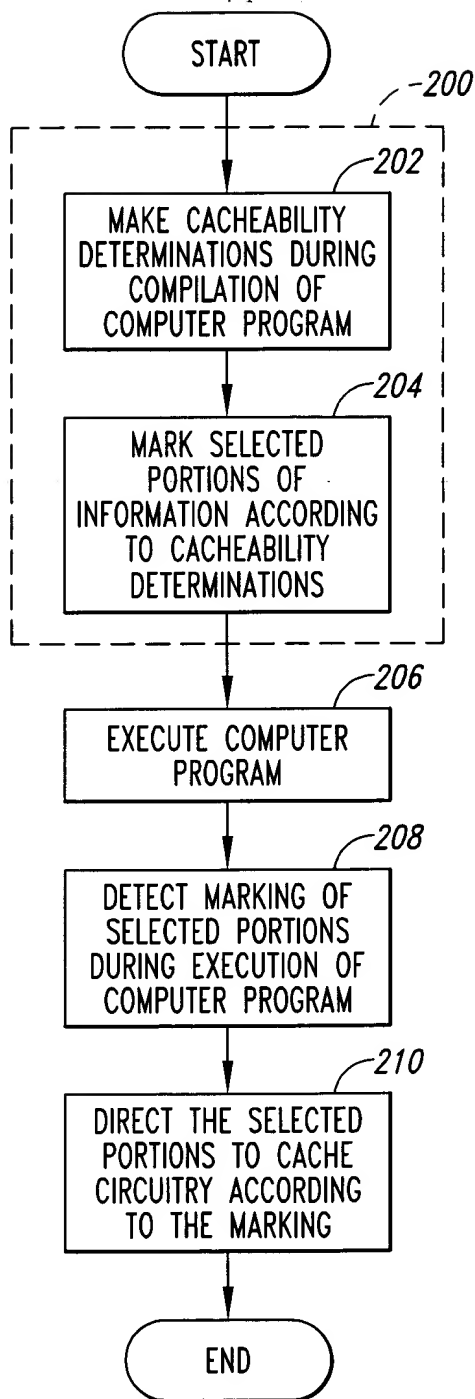 START
200
202
MAKE CACHEABILITY
DETERMINATIONS DURING
COMPILATION OF
COMPUTER PROGRAM
204
MARK SELECTED
PORTIONS OF
INFORMATION ACCORDING
TO CACHEABILITY
DETERMINATIONS
206
EXECUTE COMPUTER
PROGRAM
208
DETECT MARKING OF
SELECTED PORTIONS
DURING EXECUTION OF
COMPUTER PROGRAM
210
DIRECT THE SELECTED
PORTIONS TO CACHE
CIRCUITRY ACCORDING
TO THE MARKING
END